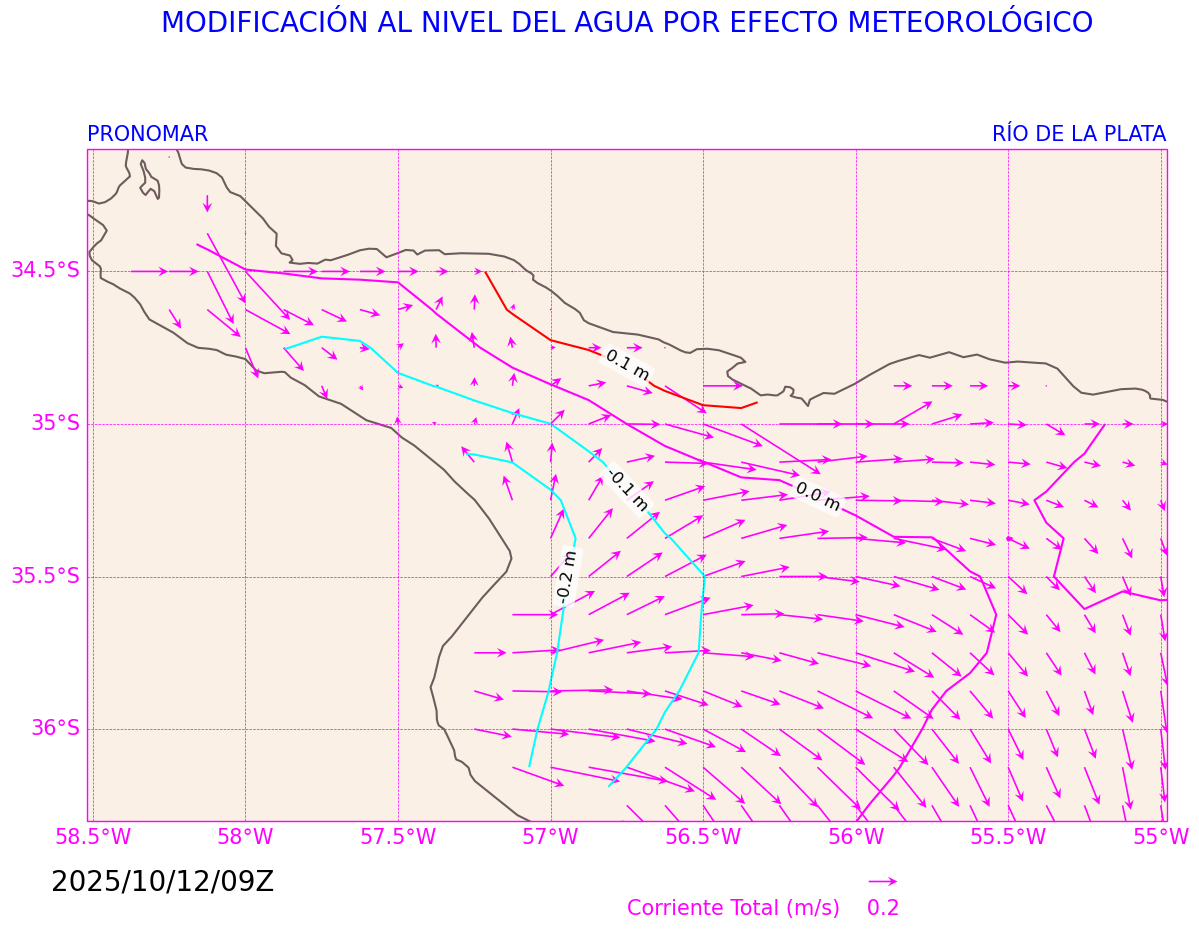 MODIFICACIÓN AL NIVEL DEL AGUA POR EFECTO METEOROLÓGICO
PRONOMAR
RÍO DE LA PLATA
34.5°S
0.1 m
35°S
-0.1 m
0.0 m
35.5°S
-0.2 m
36°S
58.5°W
58°W
57.5°W
57°W
56.5°W
56°W
55.5°W
55°W
2025/10/12/09Z
Corriente Total (m/s)
0.2